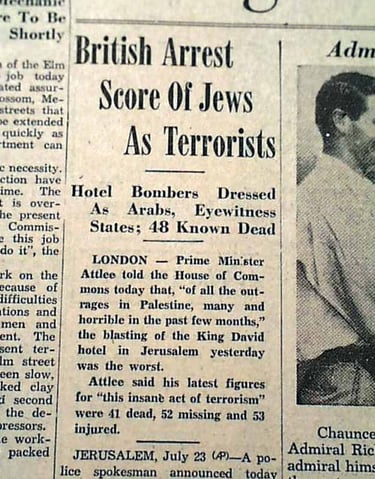 re To Be
Shortly
of the Elm
job today
ated assur-
ossom, Me-
streets that
be extended
quickly as
rtment can
c necessity.
ction have
ime. The
t is over-
he present
Commis-
e this job
do it", the
rk on the
ecause of
difficulties
ations and
men and
ent. The
sent ter-
lm street
een slow,
ked clay
d second
the de-
pressors.
e work-
packed
British Arrest
Score Of Jews
As Terrorists
Hotel Bombers Dressed
As Arabs, Eyewitness
States; 48 Known Dead
LONDON — Prime Minister
Attlee told the House of Com-
mons today that, "of all the out-
rages in Palestine, many and
horrible in the past few months,"
the blasting of the King David
hotel in Jerusalem yesterday
was the worst.
Attlee said his latest figures
for "this insane act of terrorism"
were 41 dead, 52 missing and 53
injured.
JERUSALEM, July 23 (AP)—A po-
lice spokesman announced today
Adm
Chaunce
Admiral Ric
admiral hims